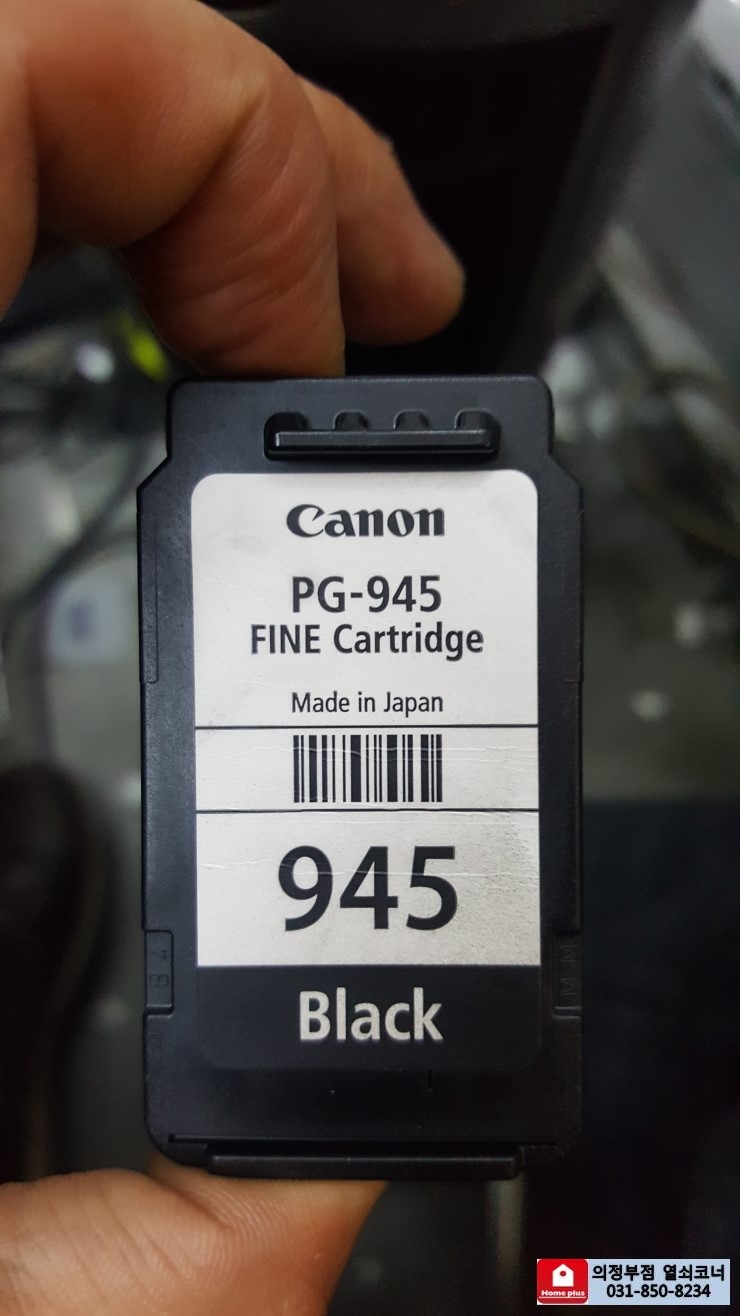 Canon
PG-945
FINE Cartridge
Made in Japan
945
Black
Home plus
의정부점 열쇠코너
031-850-8234